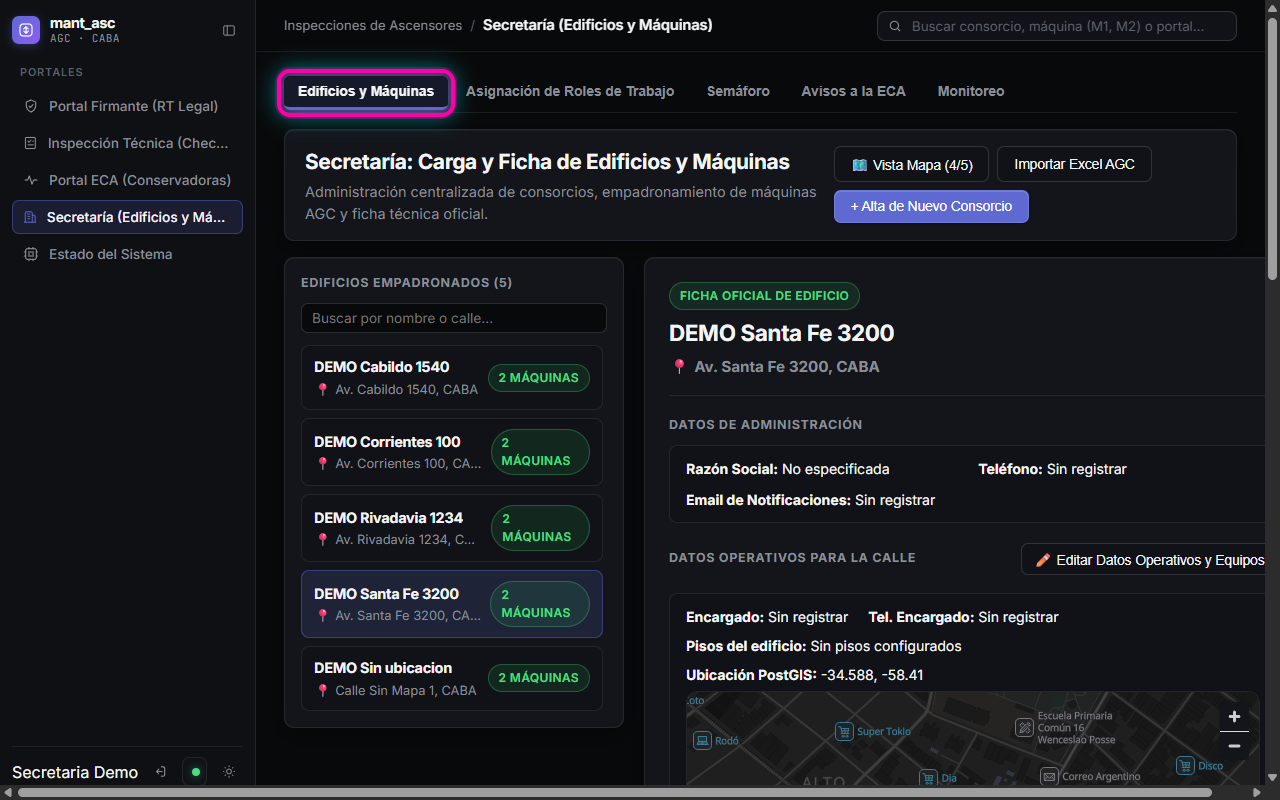 mant_asc
AGC · CABA
PORTALES
Portal Firmante (RT Legal)
Inspección Técnica (Chec...
Portal ECA (Conservadoras)
Secretaría (Edificios y Má...
Estado del Sistema
Secretaria Demo
Inspecciones de Ascensores / Secretaría (Edificios y Máquinas)
Buscar consorcio, máquina (M1, M2) o portal...
Edificios y Máquinas
Asignación de Roles de Trabajo
Semáforo
Avisos a la ECA
Monitoreo
Secretaría: Carga y Ficha de Edificios y Máquinas
Administración centralizada de consorcios, empadronamiento de máquinas
AGC y ficha técnica oficial.
Vista Mapa (4/5)
Importar Excel AGC
+ Alta de Nuevo Consorcio
EDIFICIOS EMPADRONADOS (5)
Buscar por nombre o calle...
DEMO Cabildo 1540
Av. Cabildo 1540, CABA
2 MÁQUINAS
DEMO Corrientes 100
Av. Corrientes 100, CA...
2
MÁQUINAS
DEMO Rivadavia 1234
Av. Rivadavia 1234, C...
2
MÁQUINAS
DEMO Santa Fe 3200
Av. Santa Fe 3200, CA...
2
MÁQUINAS
DEMO Sin ubicacion
Calle Sin Mapa 1, CABA
2 MÁQUINAS
FICHA OFICIAL DE EDIFICIO
DEMO Santa Fe 3200
Av. Santa Fe 3200, CABA
DATOS DE ADMINISTRACIÓN
Razón Social: No especificada
Teléfono: Sin registrar
Email de Notificaciones: Sin registrar
DATOS OPERATIVOS PARA LA CALLE
Editar Datos Operativos y Equipos
Encargado: Sin registrar
Tel. Encargado: Sin registrar
Pisos del edificio: Sin pisos configurados
Ubicación PostGIS: -34.588, -58.41
.oto
Rodó
Super Tokio
Escuela Primaria
Común 16
Wenceslao Posse
Disco
ALTO
Dia
Correo Argentino
+
−